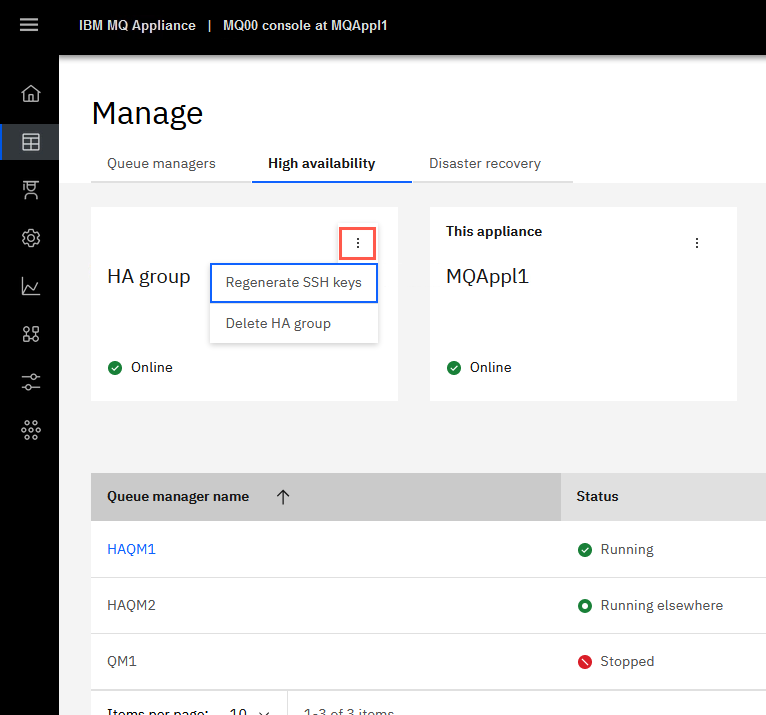 IBM MQ Appliance | MQ00 console at MQAppl1
Manage
Queue managers High availability Disaster recovery
HA group
Regenerate SSH keys
Delete HA group
Online
This appliance
MQAppl1
Online
Queue manager name Status
HAQM1 Running
HAQM2 Running elsewhere
QM1 Stopped
Items per page: 10 1-3 of 3 items